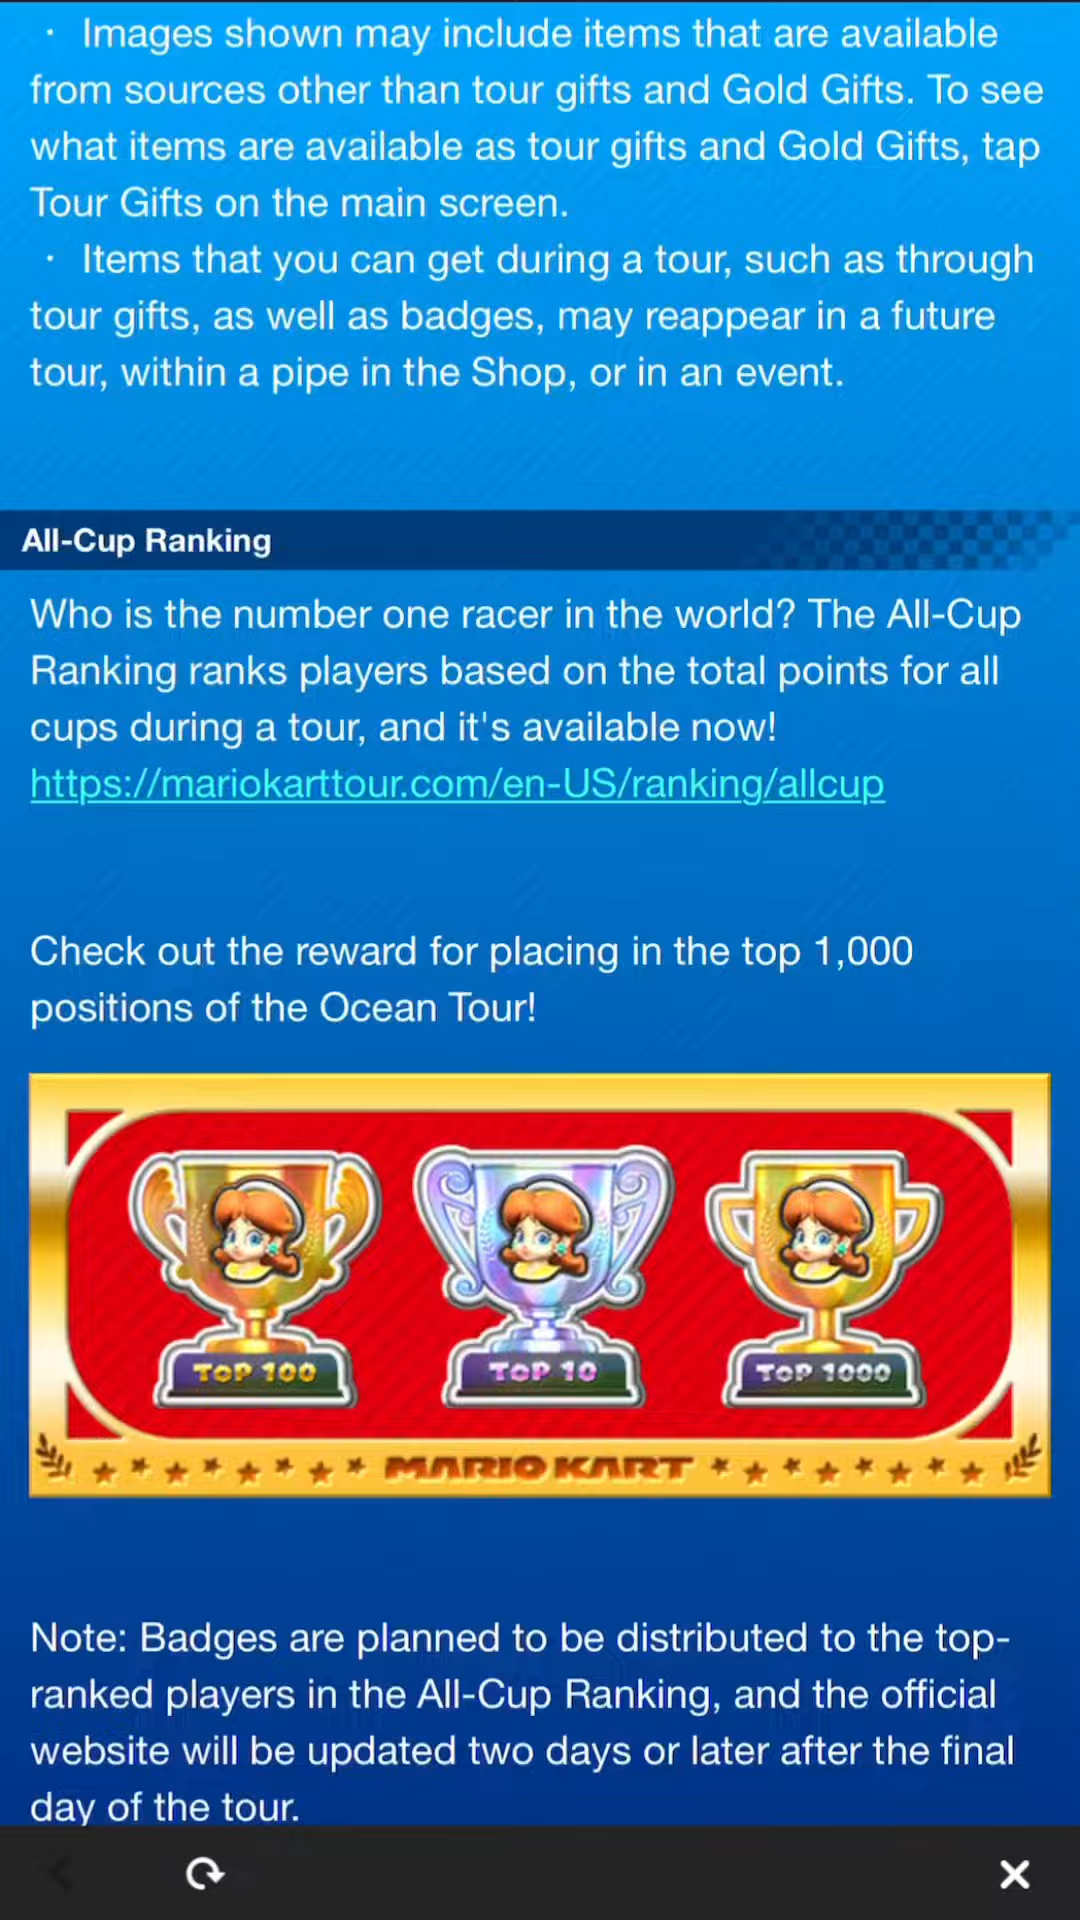 · Images shown may include items that are available
from sources other than tour gifts and Gold Gifts. To see
what items are available as tour gifts and Gold Gifts, tap
Tour Gifts on the main screen.
· Items that you can get during a tour, such as through
tour gifts, as well as badges, may reappear in a future
tour, within a pipe in the Shop, or in an event.
All-Cup Ranking
Who is the number one racer in the world? The All-Cup
Ranking ranks players based on the total points for all
cups during a tour, and it's available now!
https://mariokarttour.com/en-US/ranking/allcup
Check out the reward for placing in the top 1,000
positions of the Ocean Tour!
TOP 100
TOP 10
TOP 1000
MARIO KART
Note: Badges are planned to be distributed to the top-
ranked players in the All-Cup Ranking, and the official
website will be updated two days or later after the final
day of the tour.